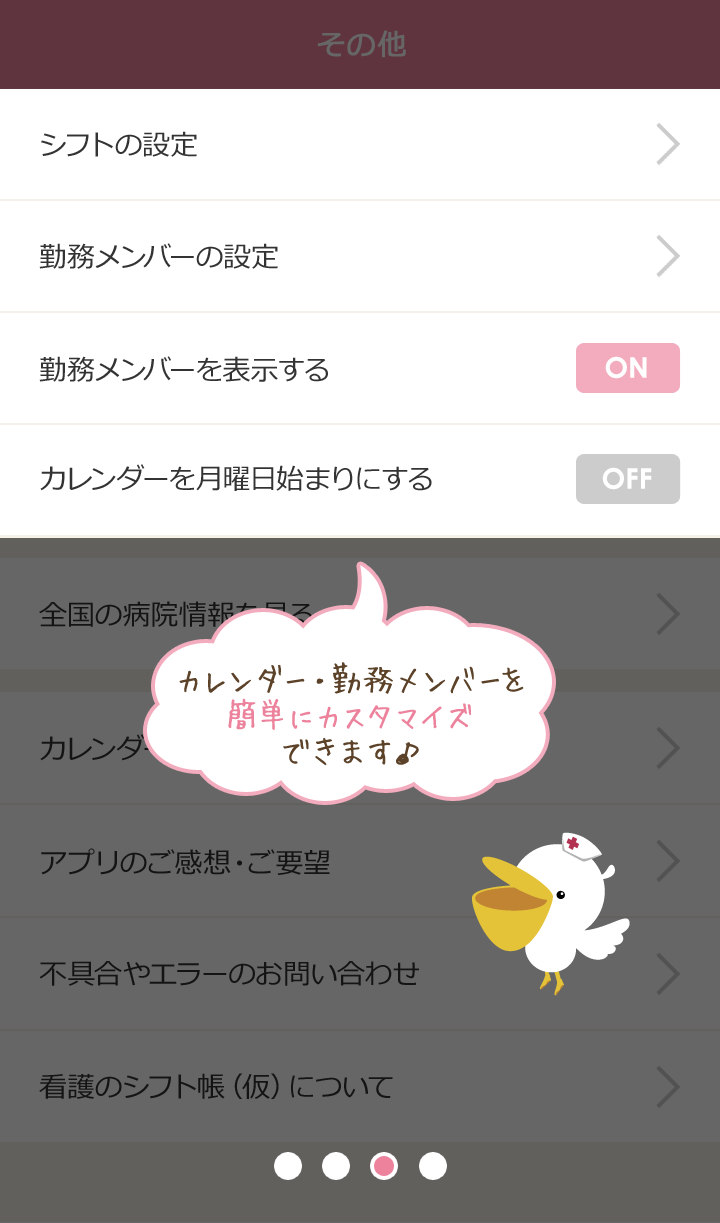 その他
シフトの設定
勤務メンバーの設定
勤務メンバーを表示する
ON
カレンダーを月曜日始まりにする
OFF
全国の病院情報を見る
カレンダー・勤務メンバーを
簡単にカスタマイズ
できます♪
カレンダ
アプリのご感想・ご要望
不具合やエラーのお問い合わせ
看護のシフト帳（仮）について